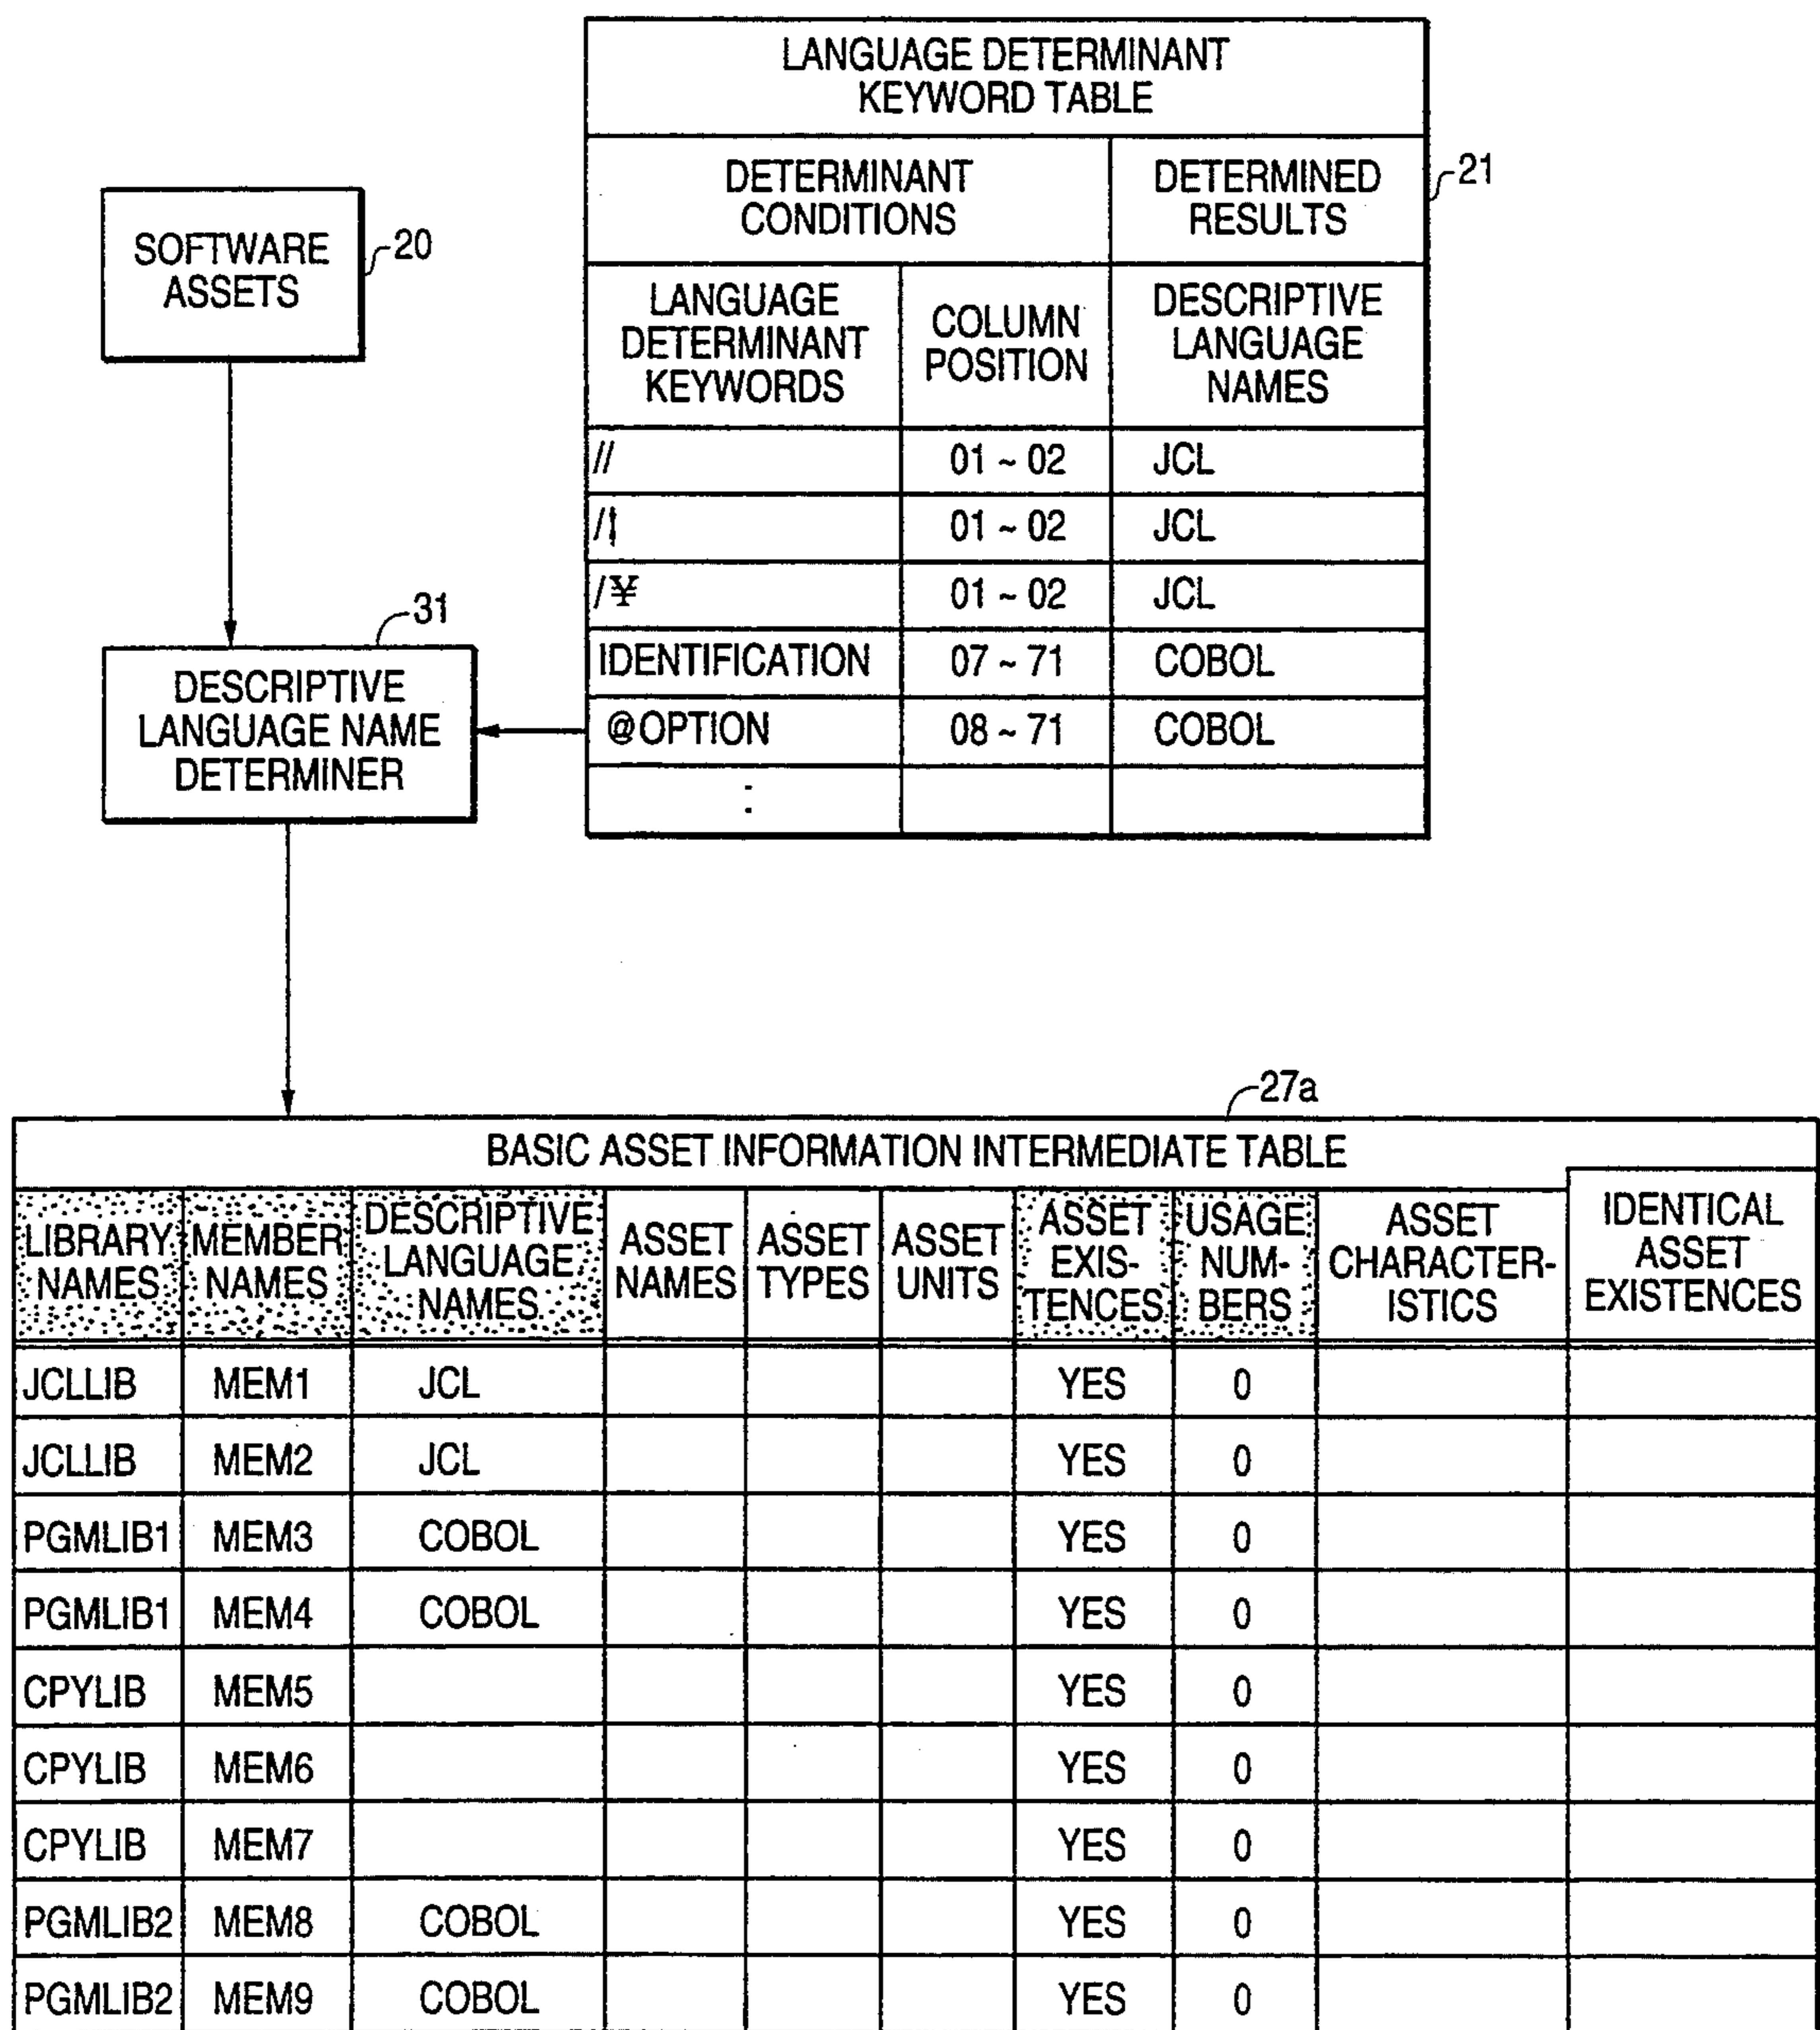 LANGUAGE DETERMINANT
KEYWORD TABLE
DETERMINANT
CONDITIONS
DETERMINED
RESULTS
21
SOFTWARE
ASSETS
20
LANGUAGE
DETERMINANT
KEYWORDS
COLUMN
POSITION
DESCRIPTIVE
LANGUAGE
NAMES
// 01 ~ 02 JCL
/ 01 ~ 02 JCL
/¥ 01 ~ 02 JCL
IDENTIFICATION 07 ~ 71 COBOL
@OPTION 08 ~ 71 COBOL
:
31
DESCRIPTIVE
LANGUAGE NAME
DETERMINER
27a
BASIC ASSET INFORMATION INTERMEDIATE TABLE
LIBRARY
NAMES
MEMBER
NAMES
DESCRIPTIVE
LANGUAGE
NAMES
ASSET
NAMES
ASSET
TYPES
ASSET
UNITS
ASSET
EXIS-
TENCES
USAGE
NUM-
BERS
ASSET
CHARACTER-
ISTICS
IDENTICAL
ASSET
EXISTENCES
JCLLIB MEM1 JCL YES 0
JCLLIB MEM2 JCL YES 0
PGMLIB1 MEM3 COBOL YES 0
PGMLIB1 MEM4 COBOL YES 0
CPYLIB MEM5 YES 0
CPYLIB MEM6 YES 0
CPYLIB MEM7 YES 0
PGMLIB2 MEM8 COBOL YES 0
PGMLIB2 MEM9 COBOL YES 0